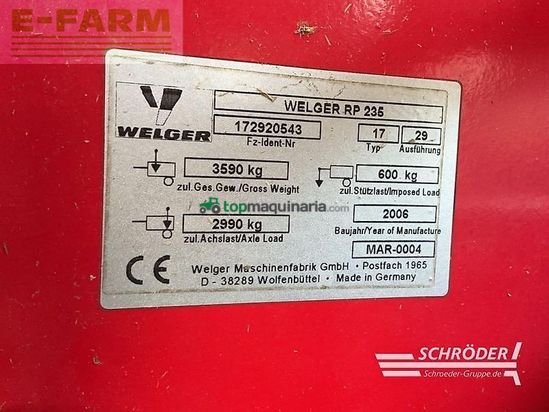 E-FARM
WELGER
WELGER RP 235
172920543
Fz-Ident-Nr
17
Typ
29
Ausführung
3590 kg
zul.Ges.Gew./Gross Weight
600 kg
zul.Stützlast/Imposed Load
topmaquinaria.com
2990 kg
zul.Achslast/Axle Load
2006
Baujahr/Year of Manufacture
MAR-0004
CE
Welger Maschinenfabrik GmbH • Postfach 1965
D - 38289 Wolfenbüttel • Made in Germany
SCHRÖDER
Schroeder-Gruppe.de